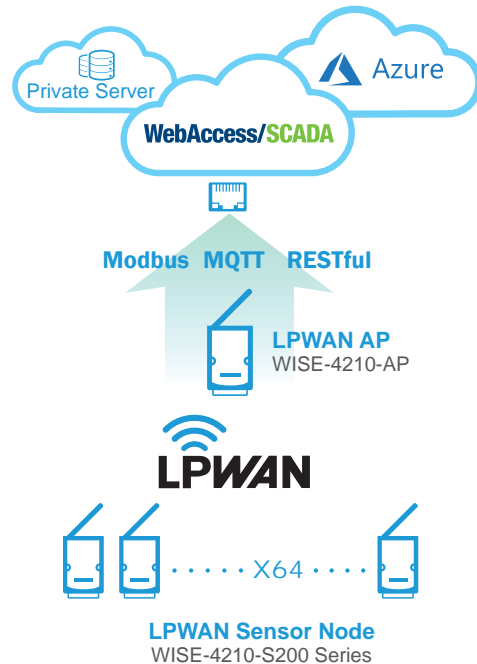 Private Server
Azure
WebAccess/SCADA
Modbus MQTT RESTful
LPWAN AP
WISE-4210-AP
LPWAN
X64
LPWAN Sensor Node
WISE-4210-S200 Series